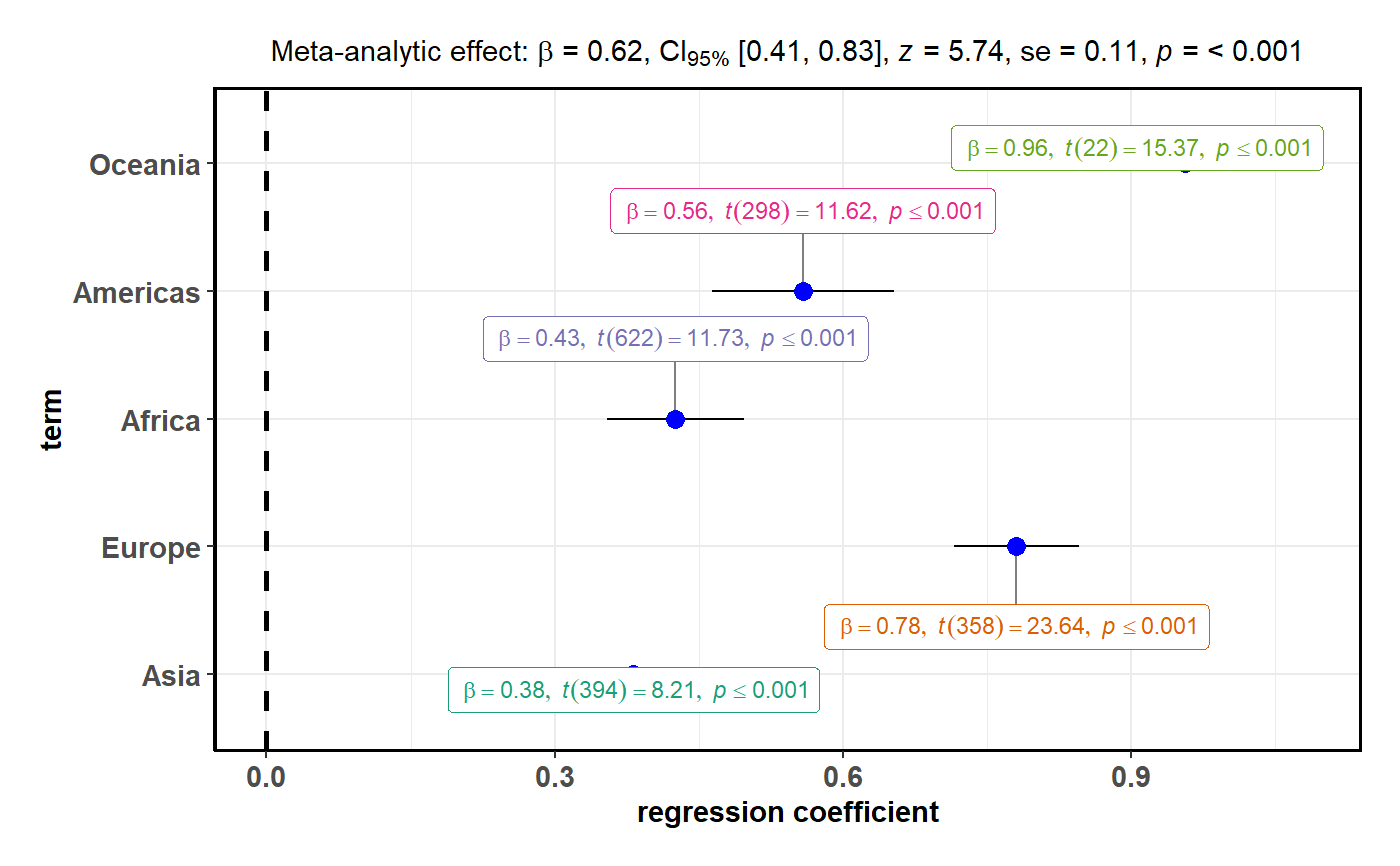 Meta-analytic effect: β = 0.62, CI95% [0.41, 0.83], z = 5.74, se = 0.11, p = < 0.001
Oceania
β = 0.96, t(22) = 15.37, p ≤ 0.001
β = 0.56, t(298) = 11.62, p ≤ 0.001
Americas
β = 0.43, t(622) = 11.73, p ≤ 0.001
term
Africa
Europe
β = 0.78, t(358) = 23.64, p ≤ 0.001
Asia
β = 0.38, t(394) = 8.21, p ≤ 0.001
0.0 0.3 0.6 0.9
regression coefficient